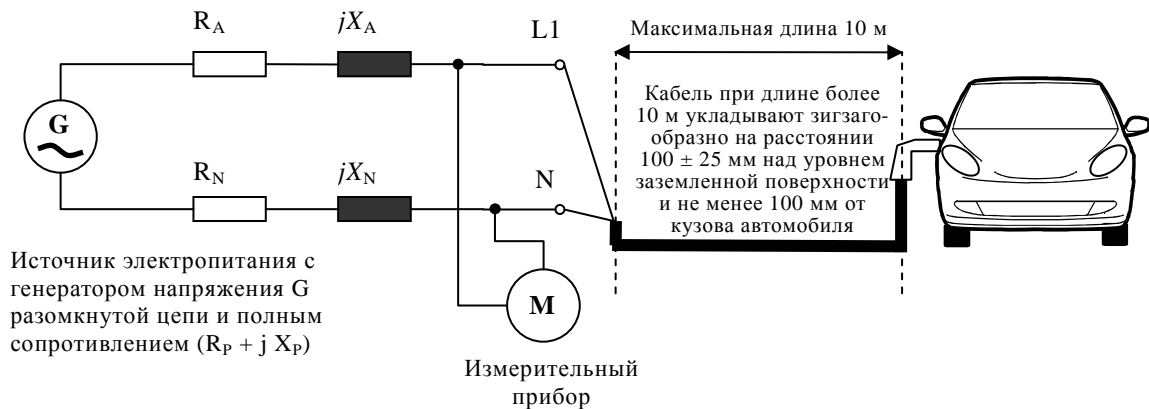 R_A
jX_A
L1
Максимальная длина 10 м
Кабель при длине более
10 м укладывают зигзаго-
образно на расстоянии
100 ± 25 мм над уровнем
заземленной поверхности
и не менее 100 мм от
кузова автомобиля
G
R_N
jX_N
N
Источник электропитания с
генератором напряжения G
разомкнутой цепи и полным
сопротивлением (R_P + j X_P)
M
Измерительный
прибор